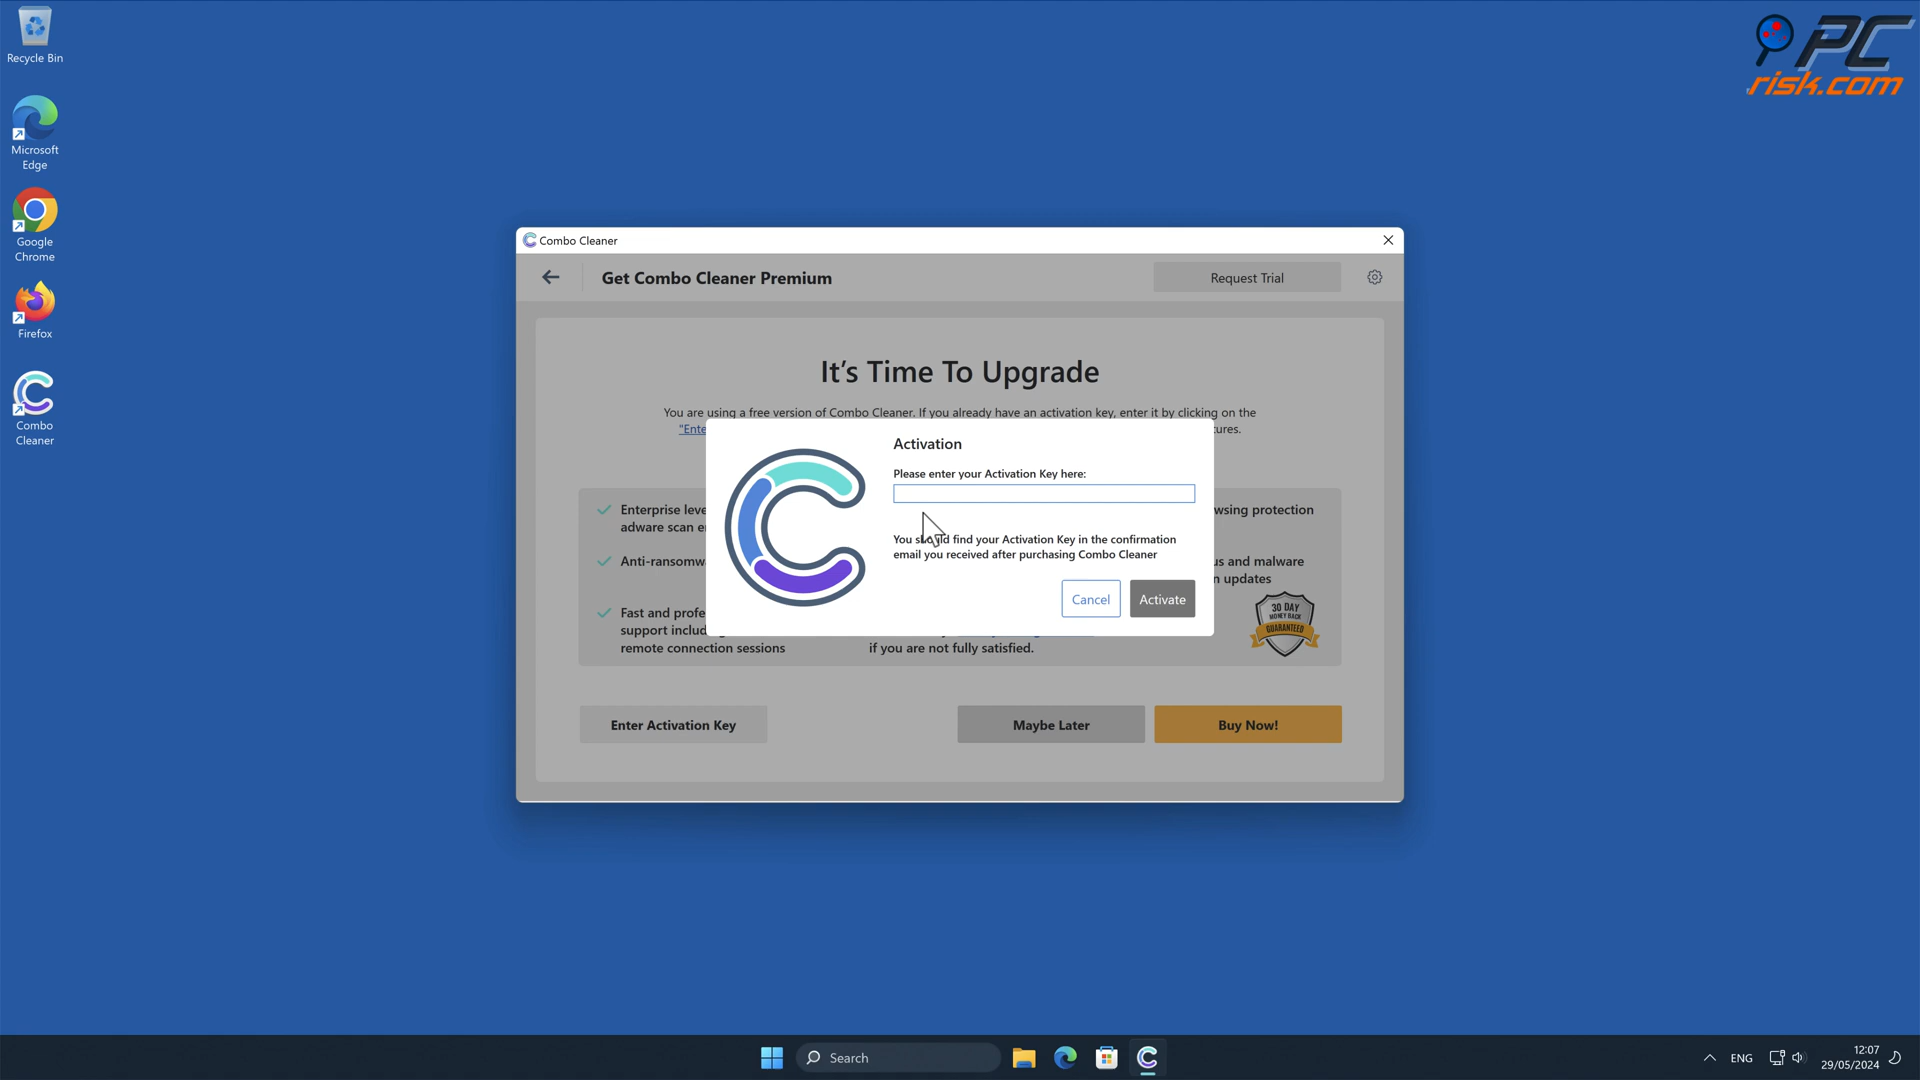 Recycle Bin
Microsoft
Edge
Google
Chrome
Firefox
Combo
Cleaner
PC
risk.com
Combo Cleaner
Get Combo Cleaner Premium
Request Trial
It's Time To Upgrade
You are using a free version of Combo Cleaner. If you already have an activation key, enter it by clicking on the
"Ente
tures.
Activation
Please enter your Activation Key here:
You should find your Activation Key in the confirmation
email you received after purchasing Combo Cleaner
Cancel
Activate
Enterprise leve
adware scan e
wsing protection
Anti-ransomw
us and malware
n updates
Fast and profe
support includ
remote connection sessions
if you are not fully satisfied.
30 DAY
MONEY BACK
GUARANTEED
Enter Activation Key
Maybe Later
Buy Now!
Search
ENG
12:07
29/05/2024